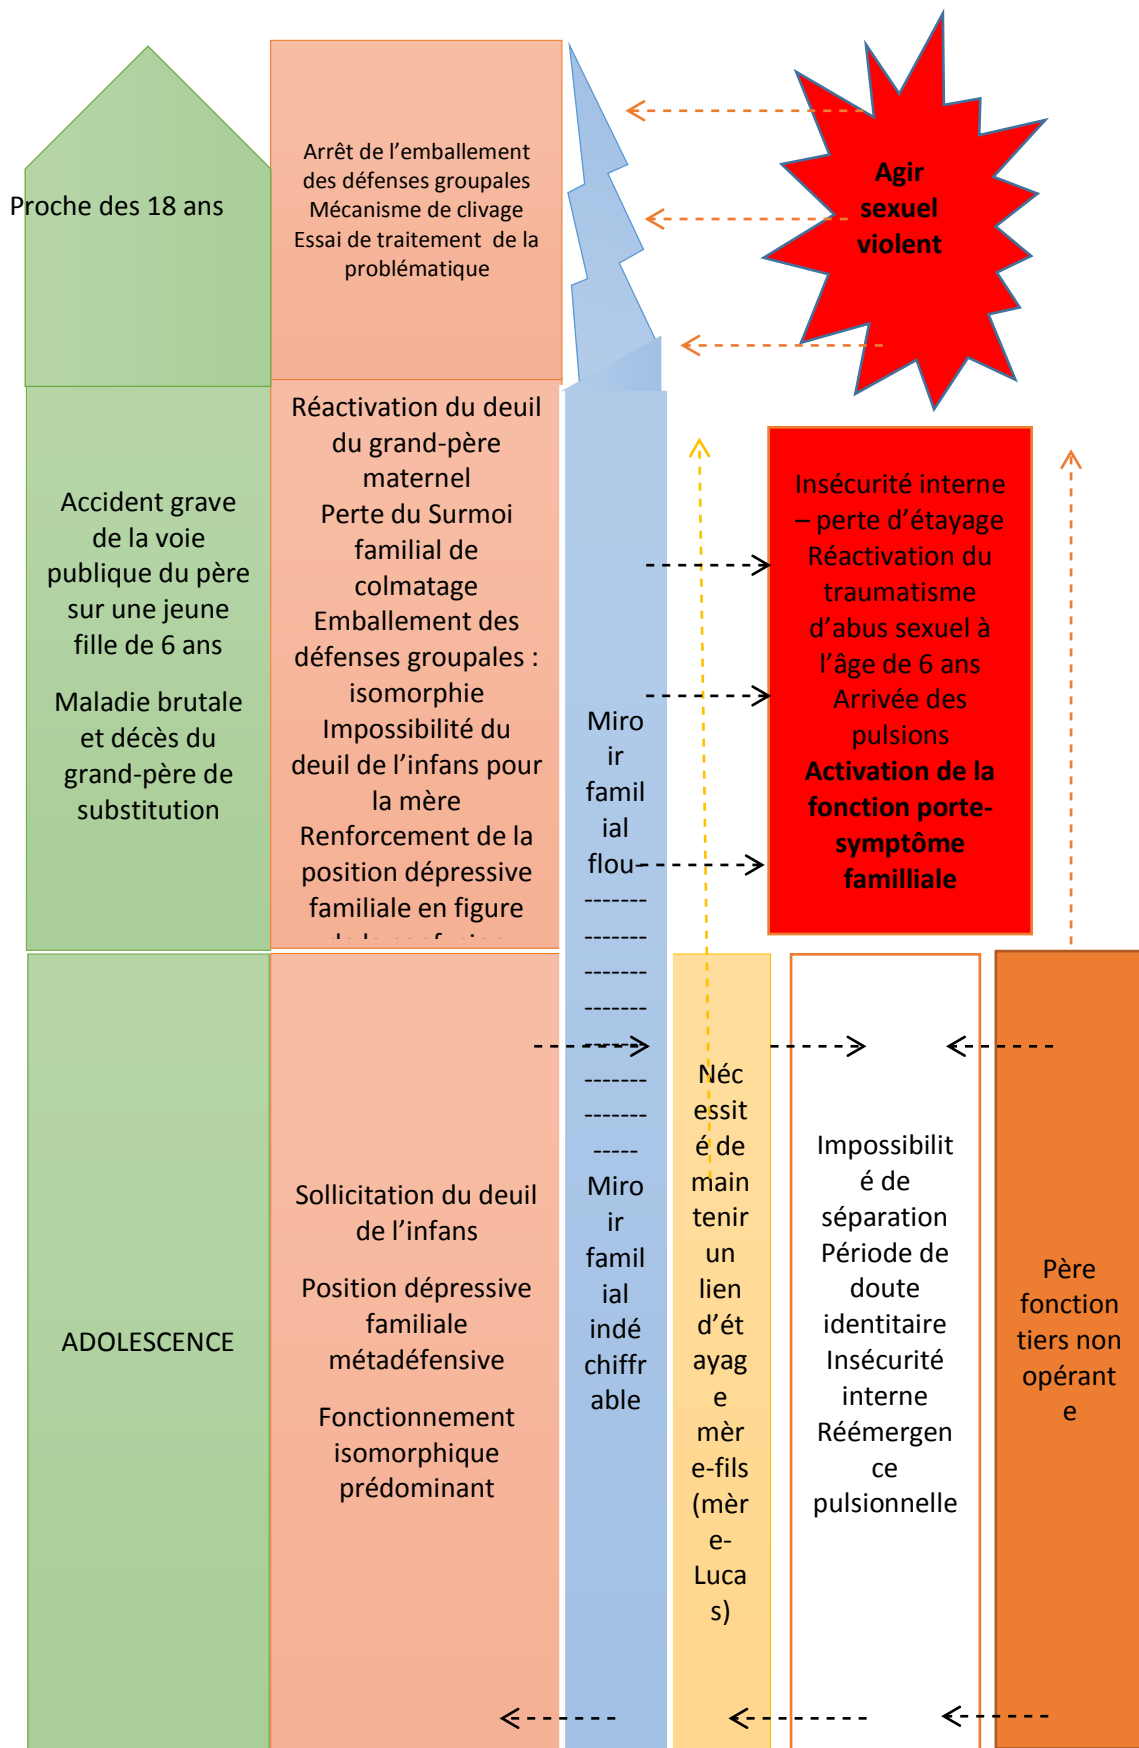 Proche des 18 ans
Arrêt de l'emballement
des défenses groupales
Mécanisme de clivage
Essai de traitement de la
problématique
Agir
sexuel
violent
Accident grave
de la voie
publique du père
sur une jeune
fille de 6 ans
Maladie brutale
et décès du
grand-père de
substitution
Réactivation du deuil
du grand-père
maternel
Perte du Surmoi
familial de
colmatage
Emballement des
défenses groupales :
isomorphie
Impossibilité du
deuil de l'infans pour
la mère
Renforcement de la
position dépressive
familiale en figure
Miro
ir
famil
ial
flou-
-------
-------
-------
-------
-------
-------
-------
-----
Miro
ir
famil
ial
indé
chiffr
able
Insécurité interne
– perte d'étayage
Réactivation du
traumatisme
d'abus sexuel à
l'âge de 6 ans
Arrivée des
pulsions
Activation de la
fonction porte-
symptôme
familliale
ADOLESCENCE
Sollicitation du deuil
de l'infans
Position dépressive
familiale
métadéfensive
Fonctionnement
isomorphique
prédominant
Néc
essit
é de
main
tenir
un
lien
d'ét
ayag
e
mèr
e-fils
(mèr
e-
Luca
s)
Impossibilit
é de
séparation
Période de
doute
identitaire
Insécurité
interne
Réémergen
ce
pulsionnelle
Père
fonction
tiers non
opérant
e